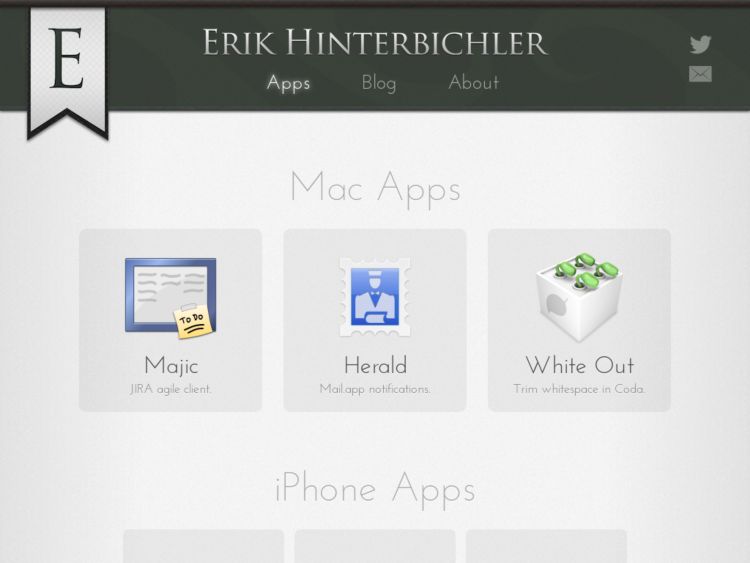 E
Erik Hinterbichler
Apps Blog About
Mac Apps
TO DO
Majic
JIRA agile client.
Herald
Mail.app notifications.
White Out
Trim whitespace in Coda.
iPhone Apps